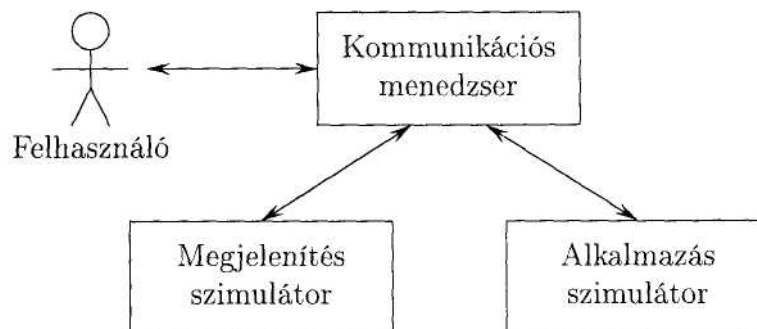 Kommunikációs
menedzser
Felhasználó
Megjelenítés
szimulátor
Alkalmazás
szimulátor